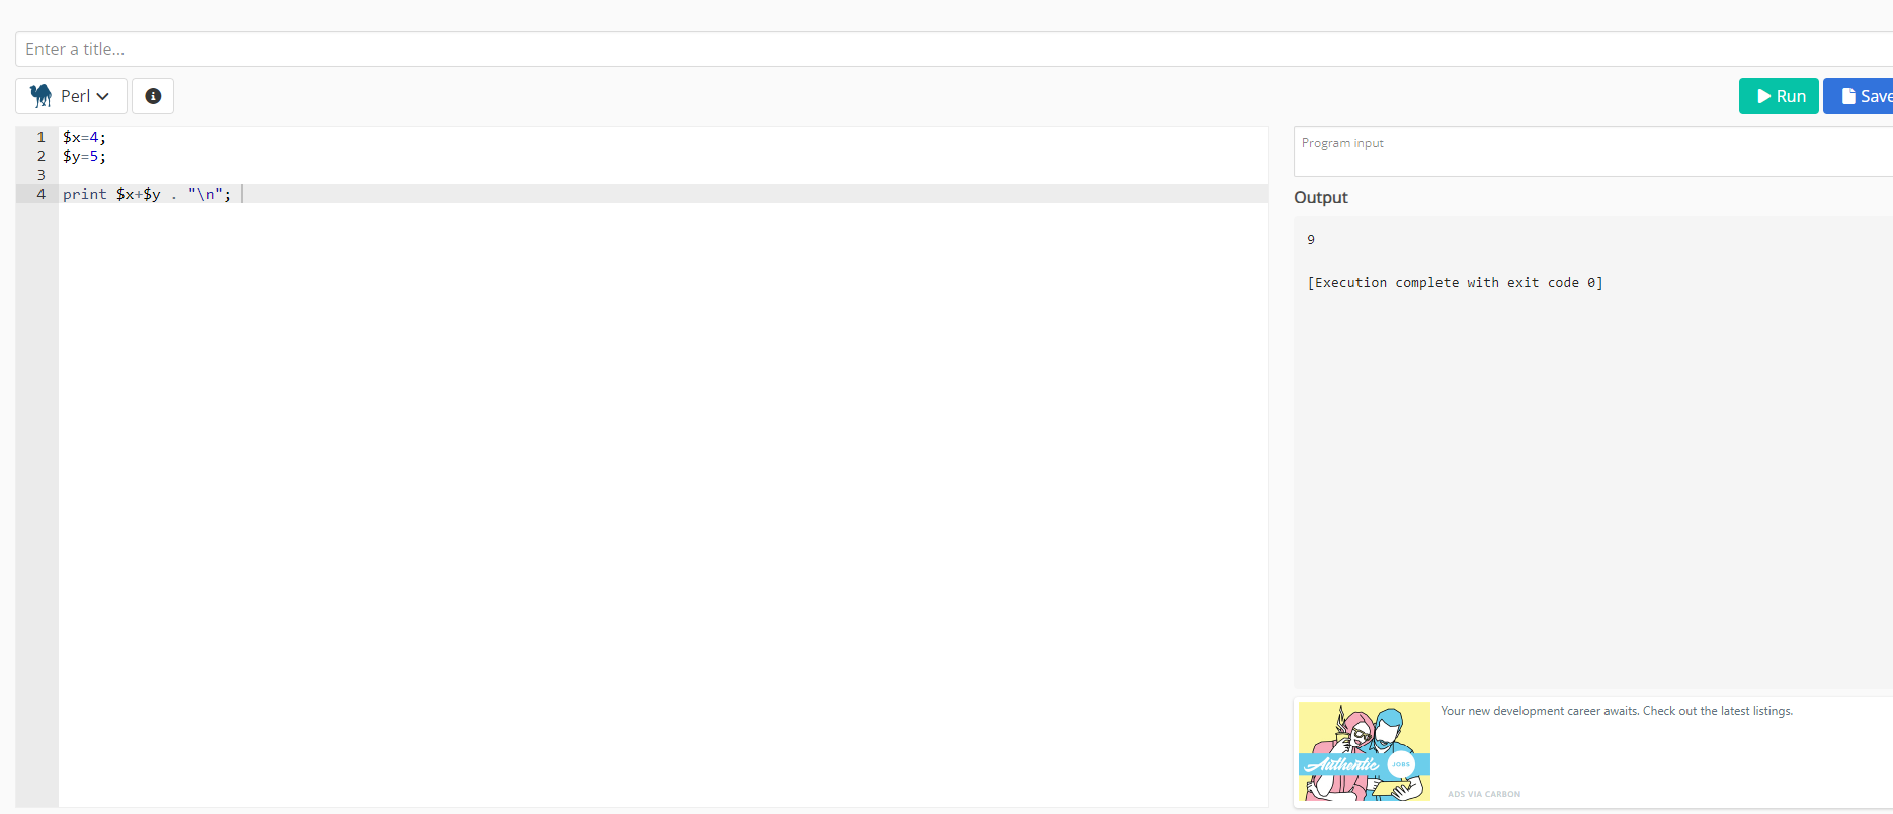 Enter a title...
Perl
Run
Save
1 $x=4;
2 $y=5;
3
4 print $x+$y . "\n";
Program input
Output
9
[Execution complete with exit code 0]
Your new development career awaits. Check out the latest listings.
Authentic JOBS
ADS VIA CARBON